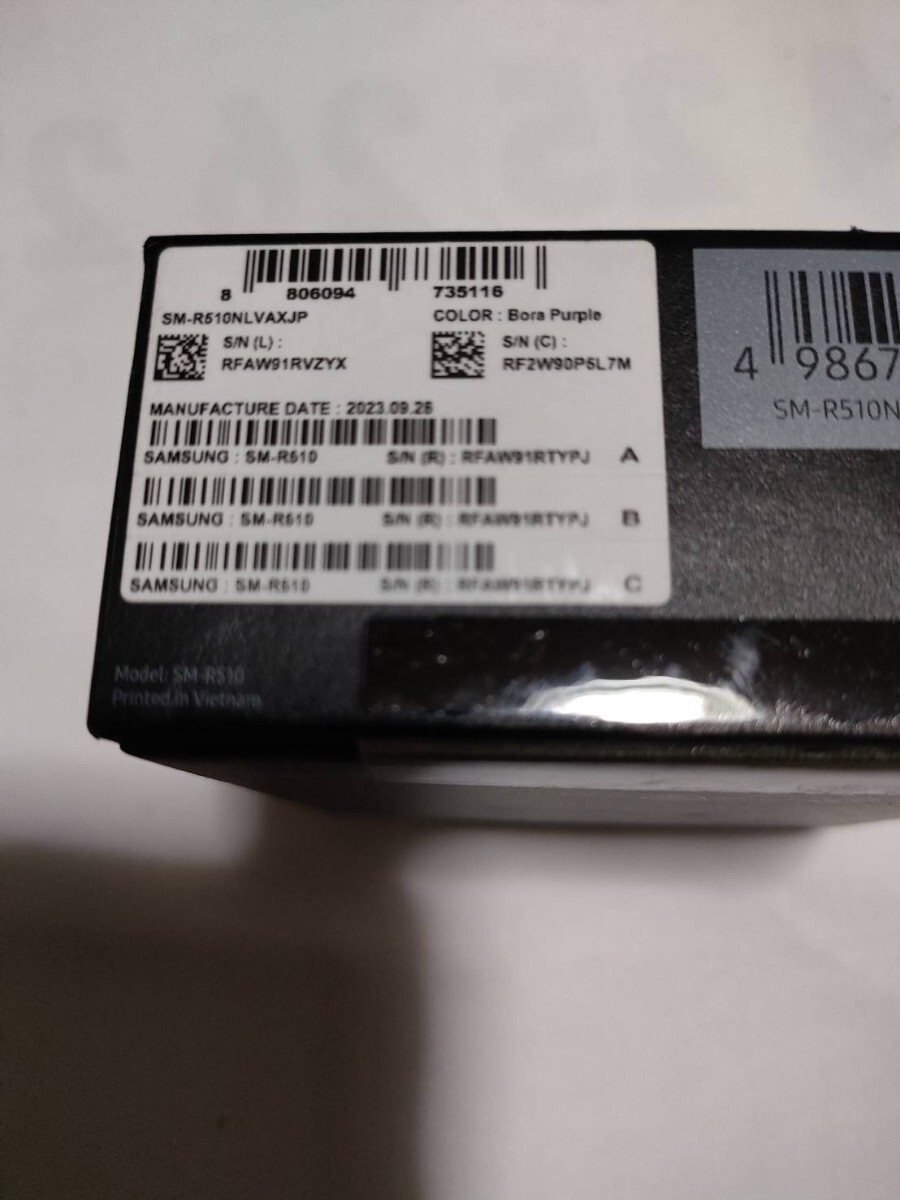 8 806094 735116
SM-R510NLVAXJP COLOR : Bora Purple
S/N (L) : S/N (C) :
RFAW91RVZYX RF2W90P5L7M
MANUFACTURE DATE : 2023.09.26
SAMSUNG : SM-R510 S/N (R) : RFAW91RTYPJ A
SAMSUNG : SM-R510 S/N (R) : RFAW91RTYPJ B
SAMSUNG : SM-R510 S/N (R) : RFAW91RTYPJ C
4 9867
SM-R510N
Model: SM-R510
Printed in Vietnam